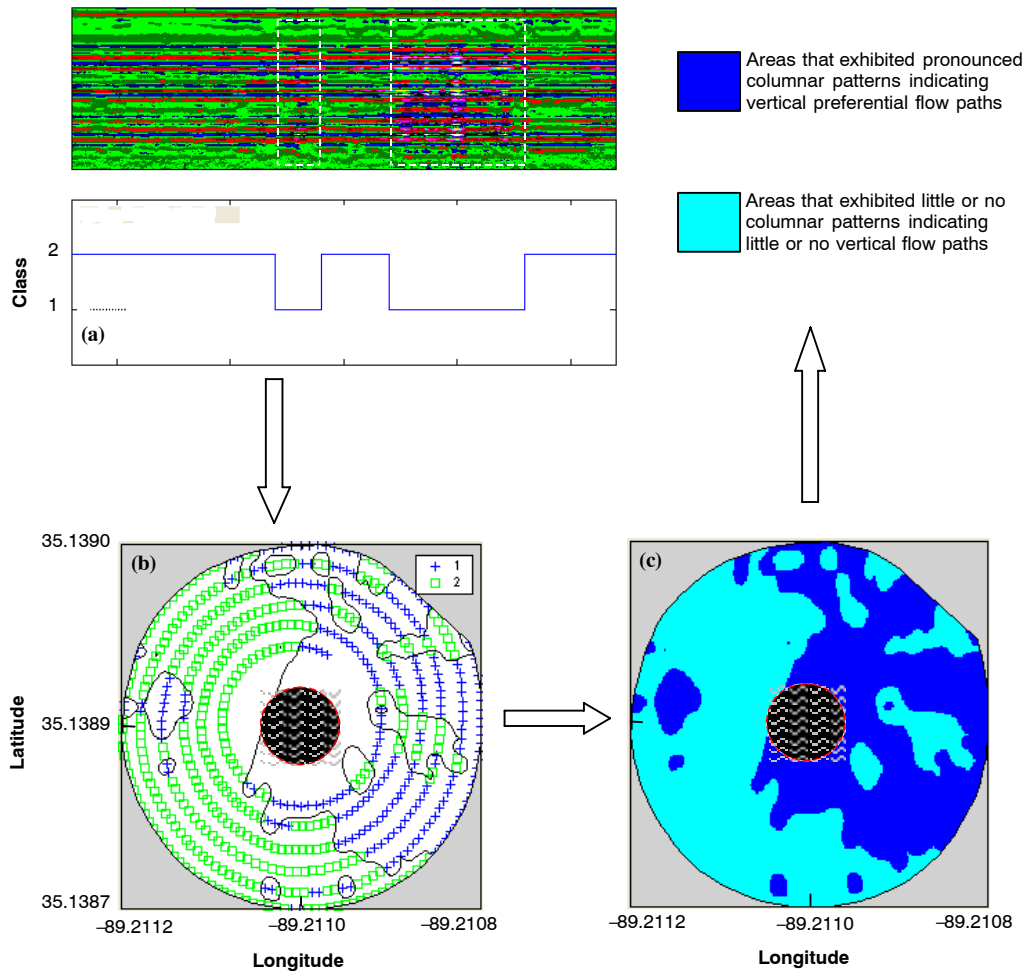 Areas that exhibited pronounced
columnar patterns indicating
vertical preferential flow paths
Areas that exhibited little or no
columnar patterns indicating
little or no vertical flow paths
Class
2
1
(a)
(b)
1
2
35.1390
35.1389
35.1387
Latitude
–89.2112
–89.2110
–89.2108
Longitude
(c)
–89.2112
–89.2110
–89.2108
Longitude